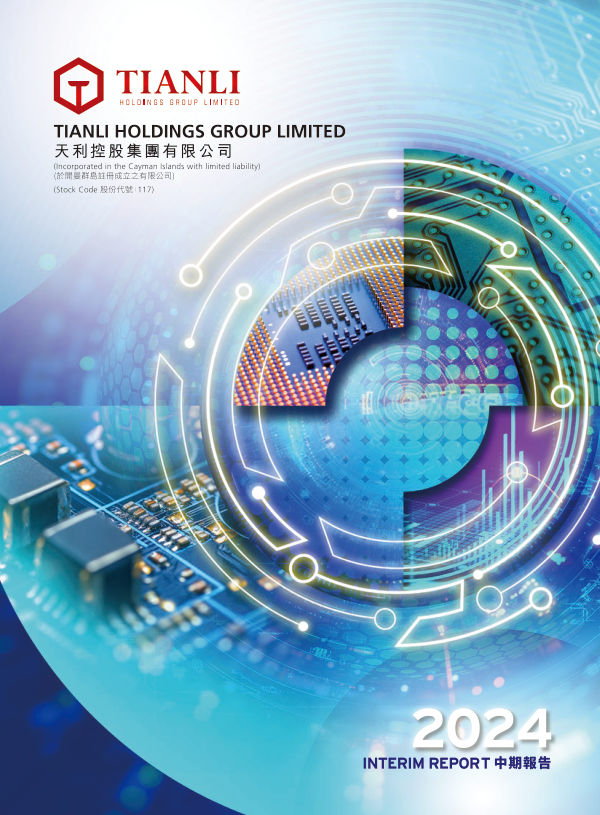 TIANLI
HOLDINGS GROUP LIMITED
TIANLI HOLDINGS GROUP LIMITED
天利控股集團有限公司
(Incorporated in the Cayman Islands with limited liability)
(於開曼群島註冊成立之有限公司)
(Stock Code 股份代號:117)
2024
INTERIM REPORT 中期報告